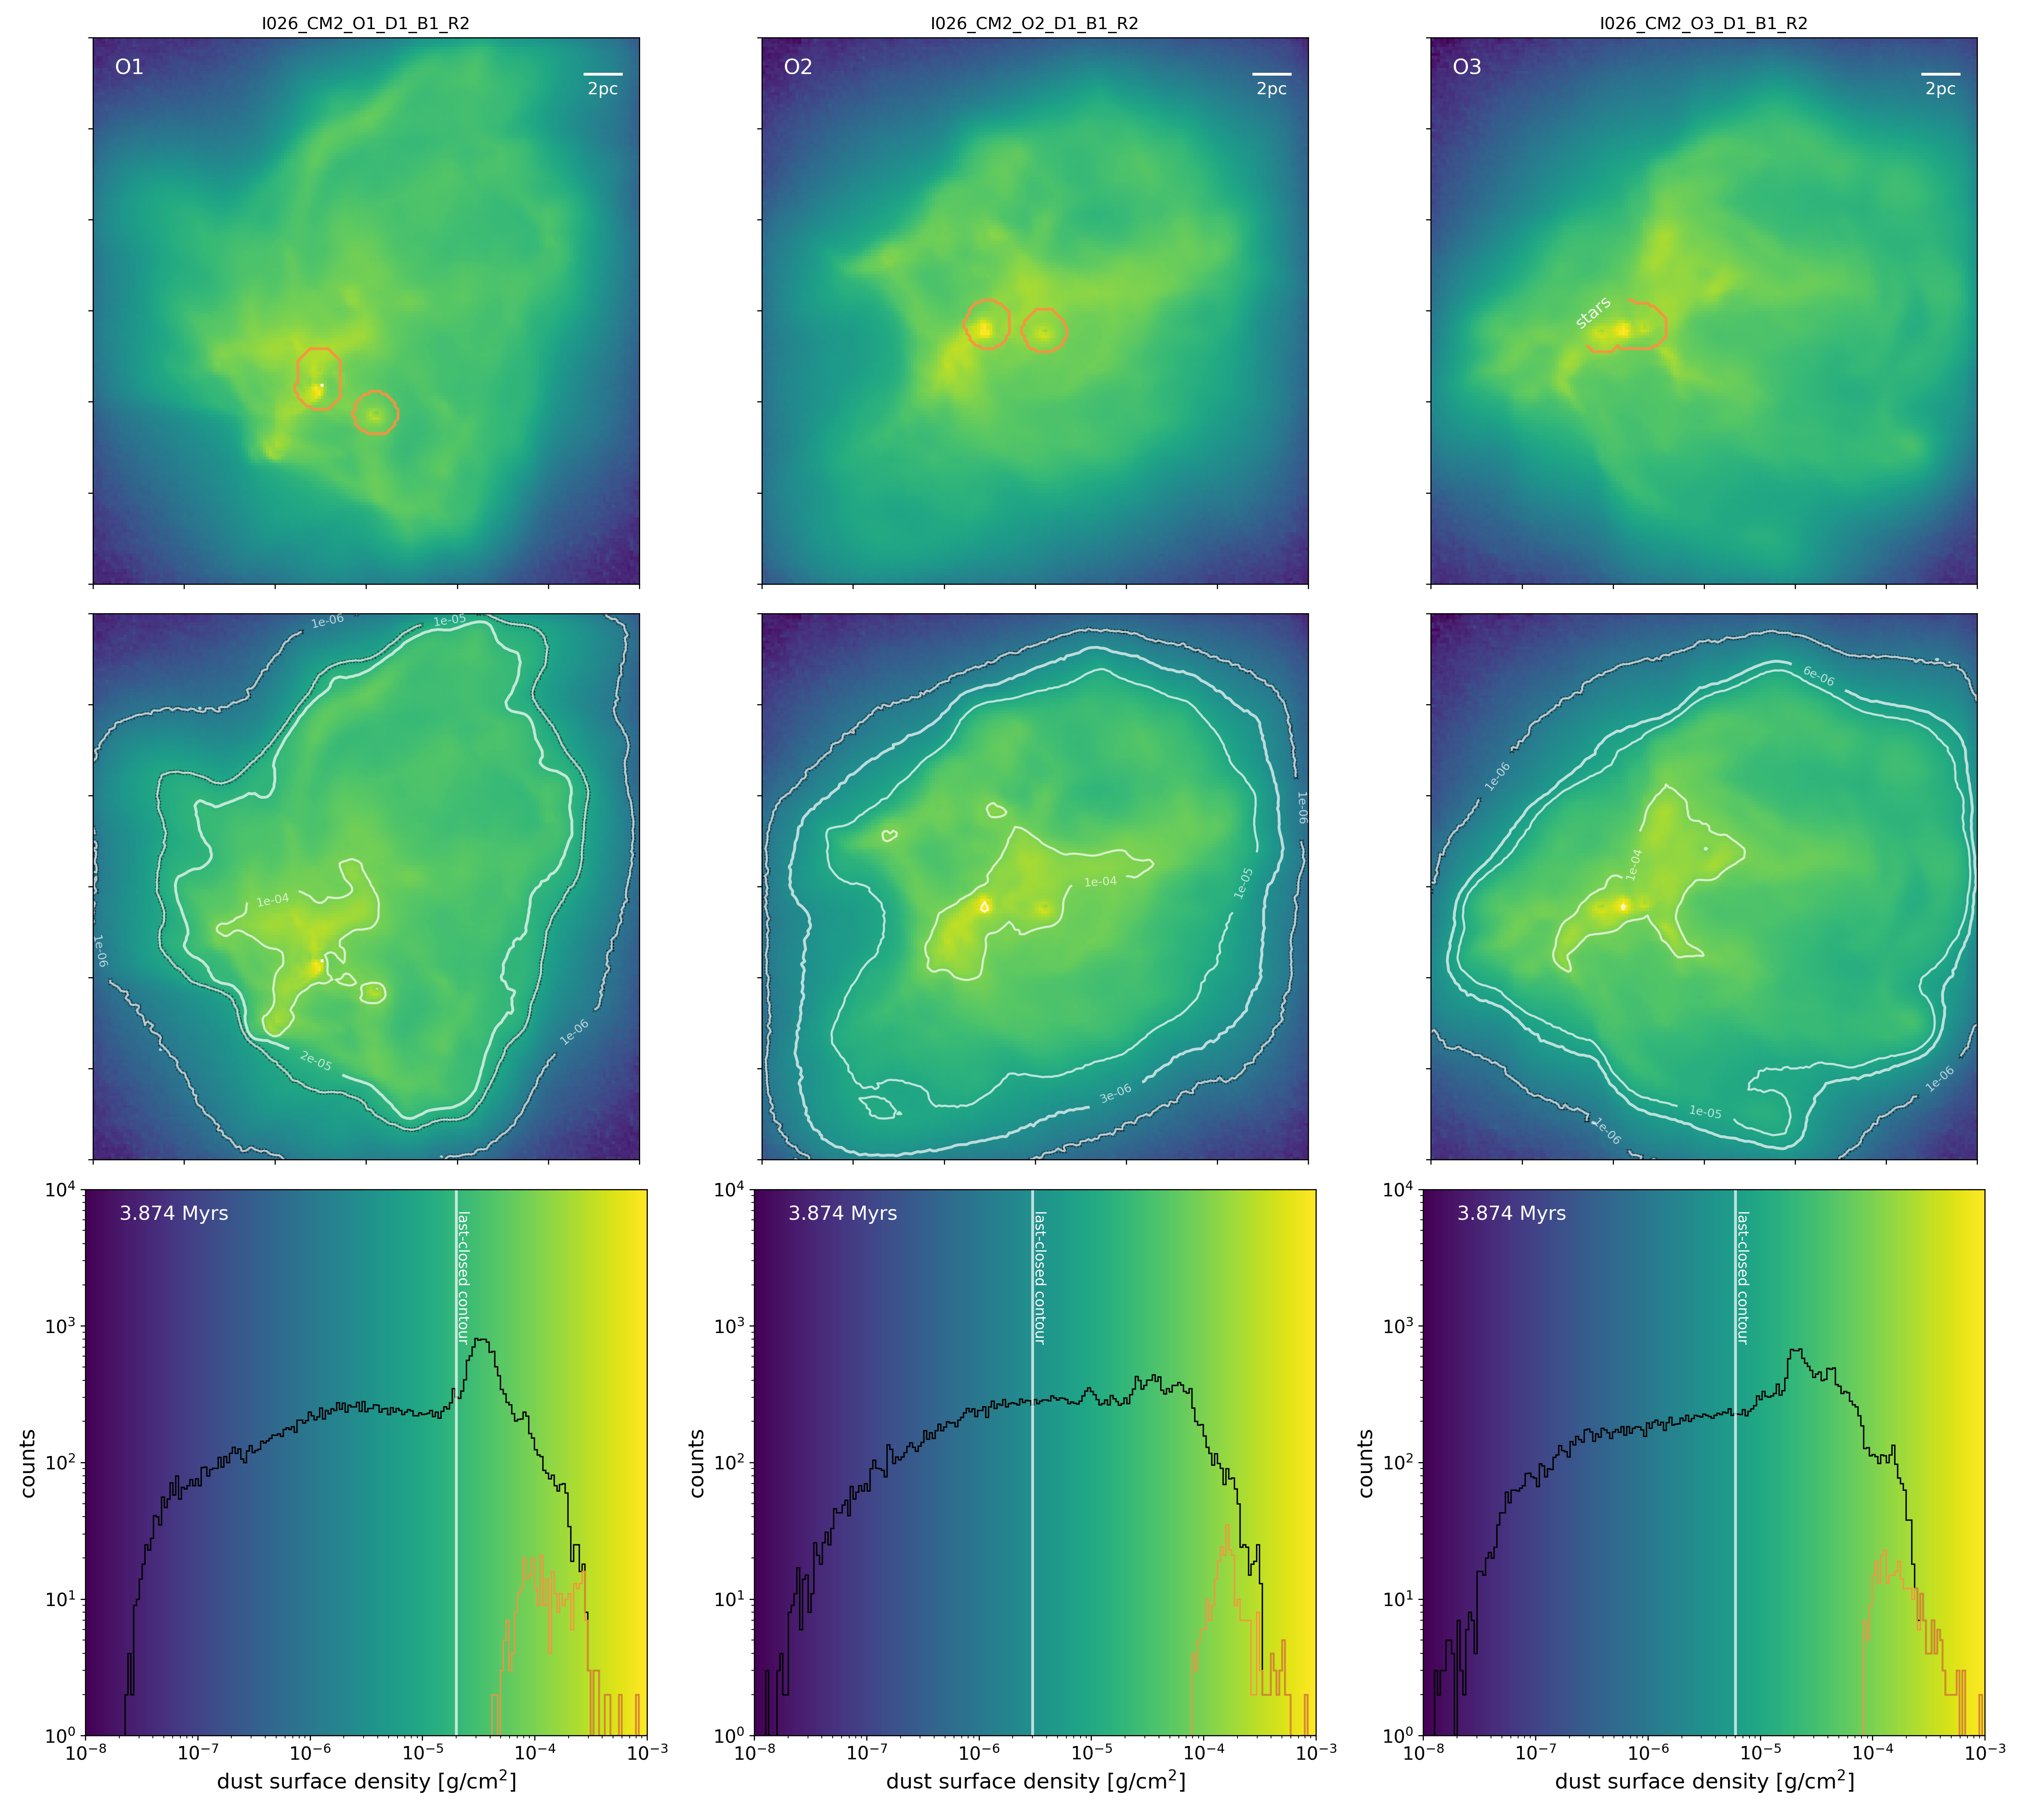 I026_CM2_O1_D1_B1_R2
I026_CM2_O2_D1_B1_R2
I026_CM2_O3_D1_B1_R2
O1
2pc
O2
2pc
O3
2pc
stars
1e-06
1e-05
1e-04
1e-06
2e-05
1e-06
1e-06
1e-05
1e-04
3e-06
6e-06
1e-06
1e-04
1e-05
1e-06
1e-06
3.874 Myrs
last-closed contour
3.874 Myrs
last-closed contour
3.874 Myrs
last-closed contour
10⁴
10³
10²
10¹
10⁰
counts
10⁻⁸
10⁻⁷
10⁻⁶
10⁻⁵
10⁻⁴
10⁻³
dust surface density [g/cm²]
10⁴
10³
10²
10¹
10⁰
counts
10⁻⁸
10⁻⁷
10⁻⁶
10⁻⁵
10⁻⁴
10⁻³
dust surface density [g/cm²]
10⁴
10³
10²
10¹
10⁰
counts
10⁻⁸
10⁻⁷
10⁻⁶
10⁻⁵
10⁻⁴
10⁻³
dust surface density [g/cm²]